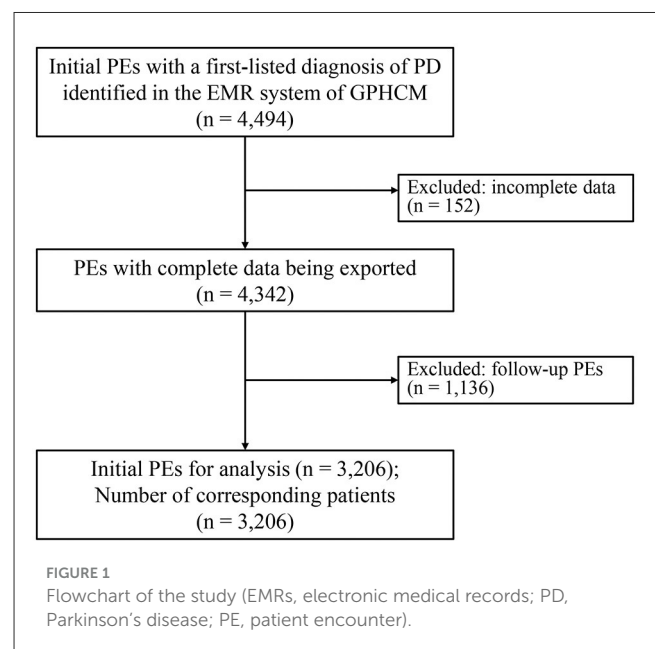 Initial PEs with a first-listed diagnosis of PD
identified in the EMR system of GPHCM
(n = 4,494)
Excluded: incomplete data
(n = 152)
PEs with complete data being exported
(n = 4,342)
Excluded: follow-up PEs
(n = 1,136)
Initial PEs for analysis (n = 3,206);
Number of corresponding patients
(n = 3,206)
FIGURE 1
Flowchart of the study (EMRs, electronic medical records; PD,
Parkinson's disease; PE, patient encounter).